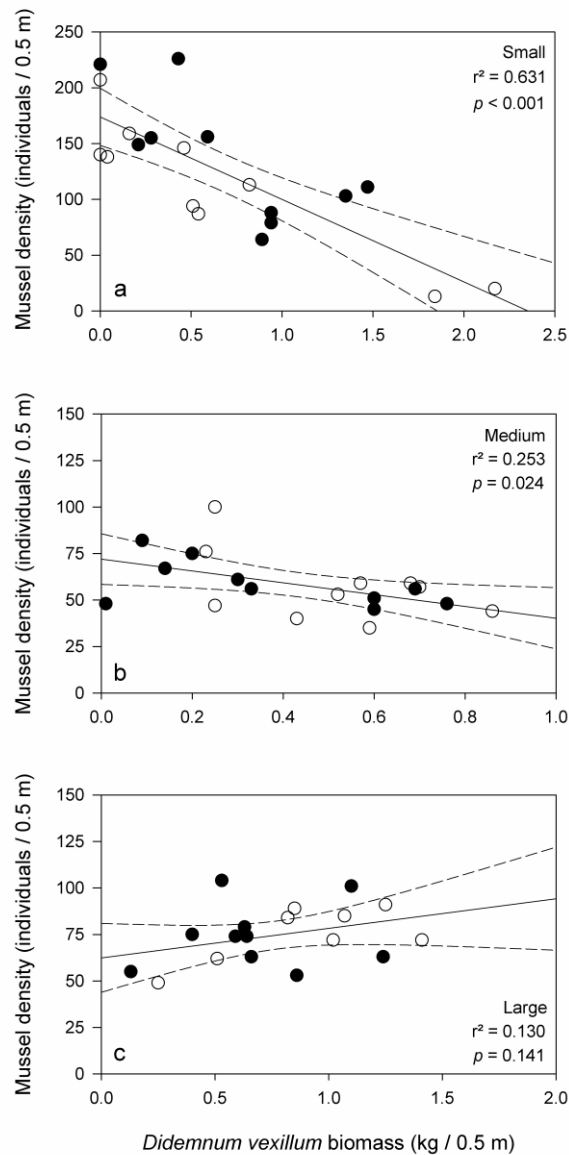 Mussel density (individuals / 0.5 m)
250
200
150
100
50
0
Small
r² = 0.631
p < 0.001
a
0.0 0.5 1.0 1.5 2.0 2.5
Mussel density (individuals / 0.5 m)
150
125
100
75
50
25
0
Medium
r² = 0.253
p = 0.024
b
0.0 0.2 0.4 0.6 0.8 1.0
Mussel density (individuals / 0.5 m)
150
125
100
75
50
25
0
Large
r² = 0.130
p = 0.141
c
0.0 0.5 1.0 1.5 2.0
Didemnum vexillum biomass (kg / 0.5 m)